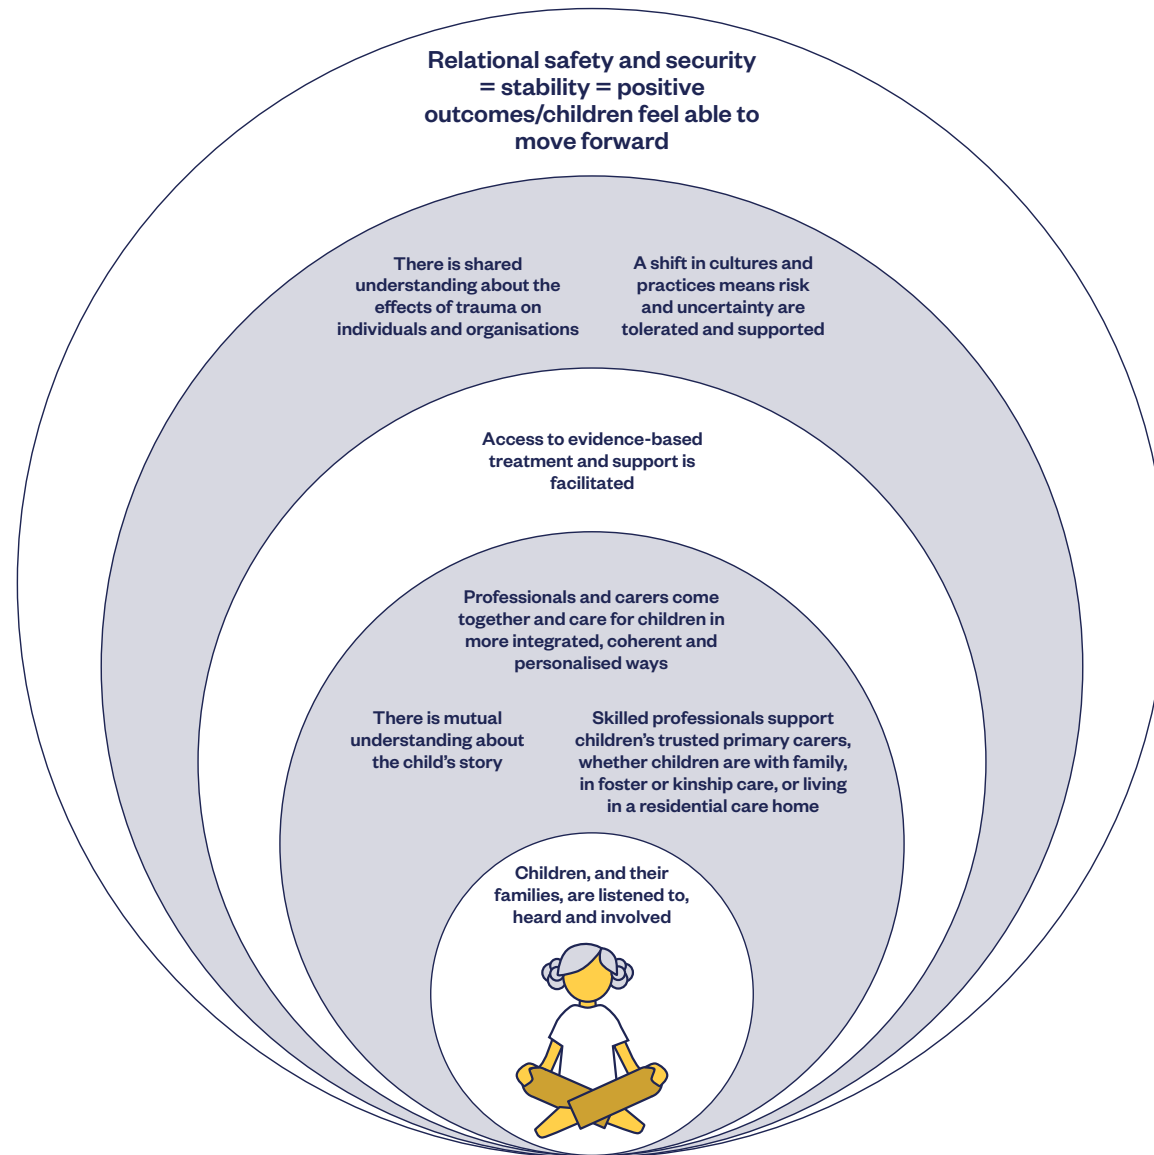 Relational safety and security
= stability = positive
outcomes/children feel able to
move forward
There is shared
understanding about the
effects of trauma on
individuals and organisations
A shift in cultures and
practices means risk
and uncertainty are
tolerated and supported
Access to evidence-based
treatment and support is
facilitated
Professionals and carers come
together and care for children in
more integrated, coherent and
personalised ways
There is mutual
understanding about
the child’s story
Skilled professionals support
children’s trusted primary carers,
whether children are with family,
in foster or kinship care, or living
in a residential care home
Children, and their
families, are listened to,
heard and involved